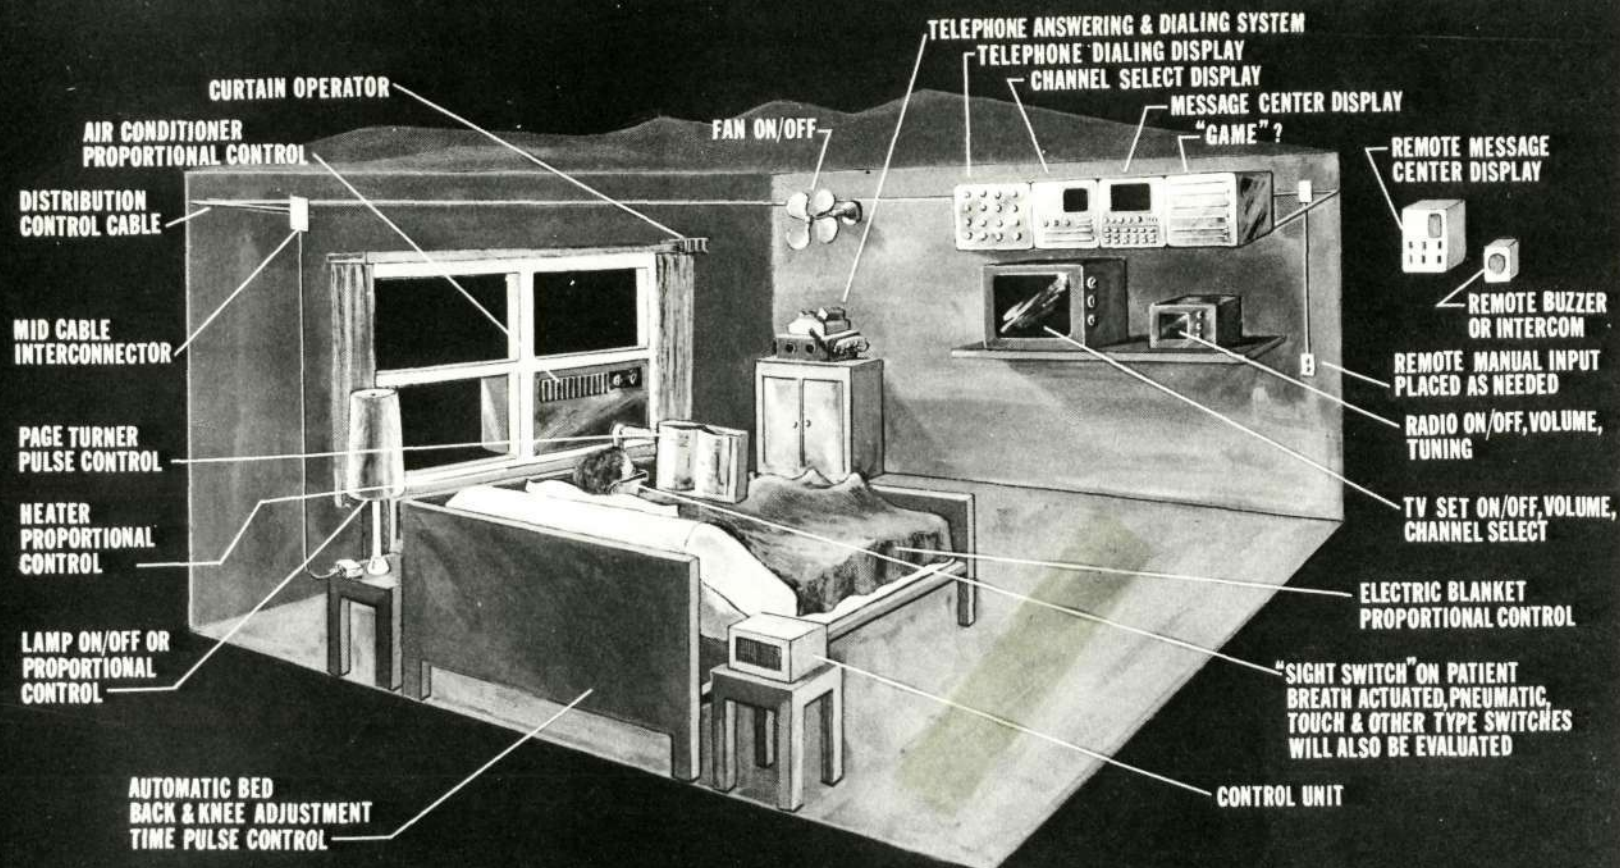 TELEPHONE ANSWERING & DIALING SYSTEM
TELEPHONE DIALING DISPLAY
CHANNEL SELECT DISPLAY
MESSAGE CENTER DISPLAY
"GAME" ?
CURTAIN OPERATOR
FAN ON/OFF
AIR CONDITIONER
PROPORTIONAL CONTROL
DISTRIBUTION
CONTROL CABLE
MID CABLE
INTERCONNECTOR
PAGE TURNER
PULSE CONTROL
HEATER
PROPORTIONAL
CONTROL
LAMP ON/OFF OR
PROPORTIONAL
CONTROL
AUTOMATIC BED
BACK & KNEE ADJUSTMENT
TIME PULSE CONTROL
REMOTE MESSAGE
CENTER DISPLAY
REMOTE BUZZER
OR INTERCOM
REMOTE MANUAL INPUT
PLACED AS NEEDED
RADIO ON/OFF, VOLUME,
TUNING
TV SET ON/OFF, VOLUME,
CHANNEL SELECT
ELECTRIC BLANKET
PROPORTIONAL CONTROL
"SIGHT SWITCH" ON PATIENT
BREATH ACTUATED, PNEUMATIC,
TOUCH & OTHER TYPE SWITCHES
WILL ALSO BE EVALUATED
CONTROL UNIT